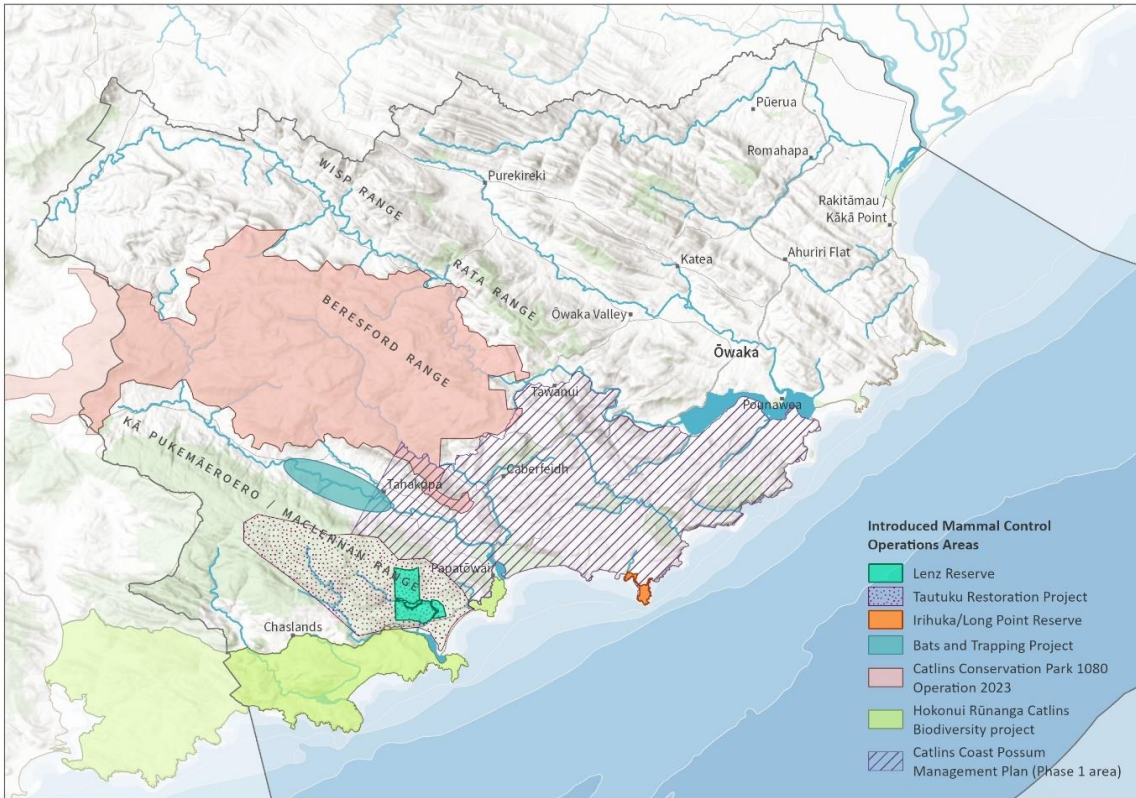 Pūerua
Romahapa
WISP RANGE
Purekireki
Rakitāmau /
Kākā Point
Katea
Ahuriri Flat
RATA RANGE
BERESFORD RANGE
Ōwaka Valley
Ōwaka
Tawanui
Pounawea
KĀ PUKEMĀEROERO / MACLENNAN RANGE
Caberfeidh
Tahakopa
Papatōwai
Chaslands
Introduced Mammal Control
Operations Areas
Lenz Reserve
Tautuku Restoration Project
Irihuka/Long Point Reserve
Bats and Trapping Project
Catlins Conservation Park 1080
Operation 2023
Hokonui Rūnanga Catlins
Biodiversity project
Catlins Coast Possum
Management Plan (Phase 1 area)